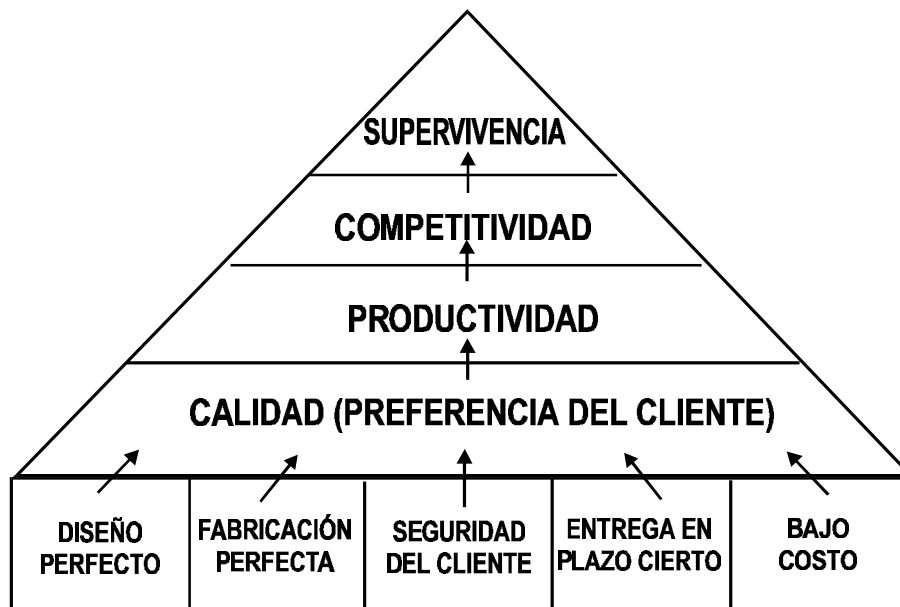 SUPERVIVENCIA
COMPETITIVIDAD
PRODUCTIVIDAD
CALIDAD (PREFERENCIA DEL CLIENTE)
DISEÑO
PERFECTO
FABRICACIÓN
PERFECTA
SEGURIDAD
DEL CLIENTE
ENTREGA EN
PLAZO CIERTO
BAJO
COSTO